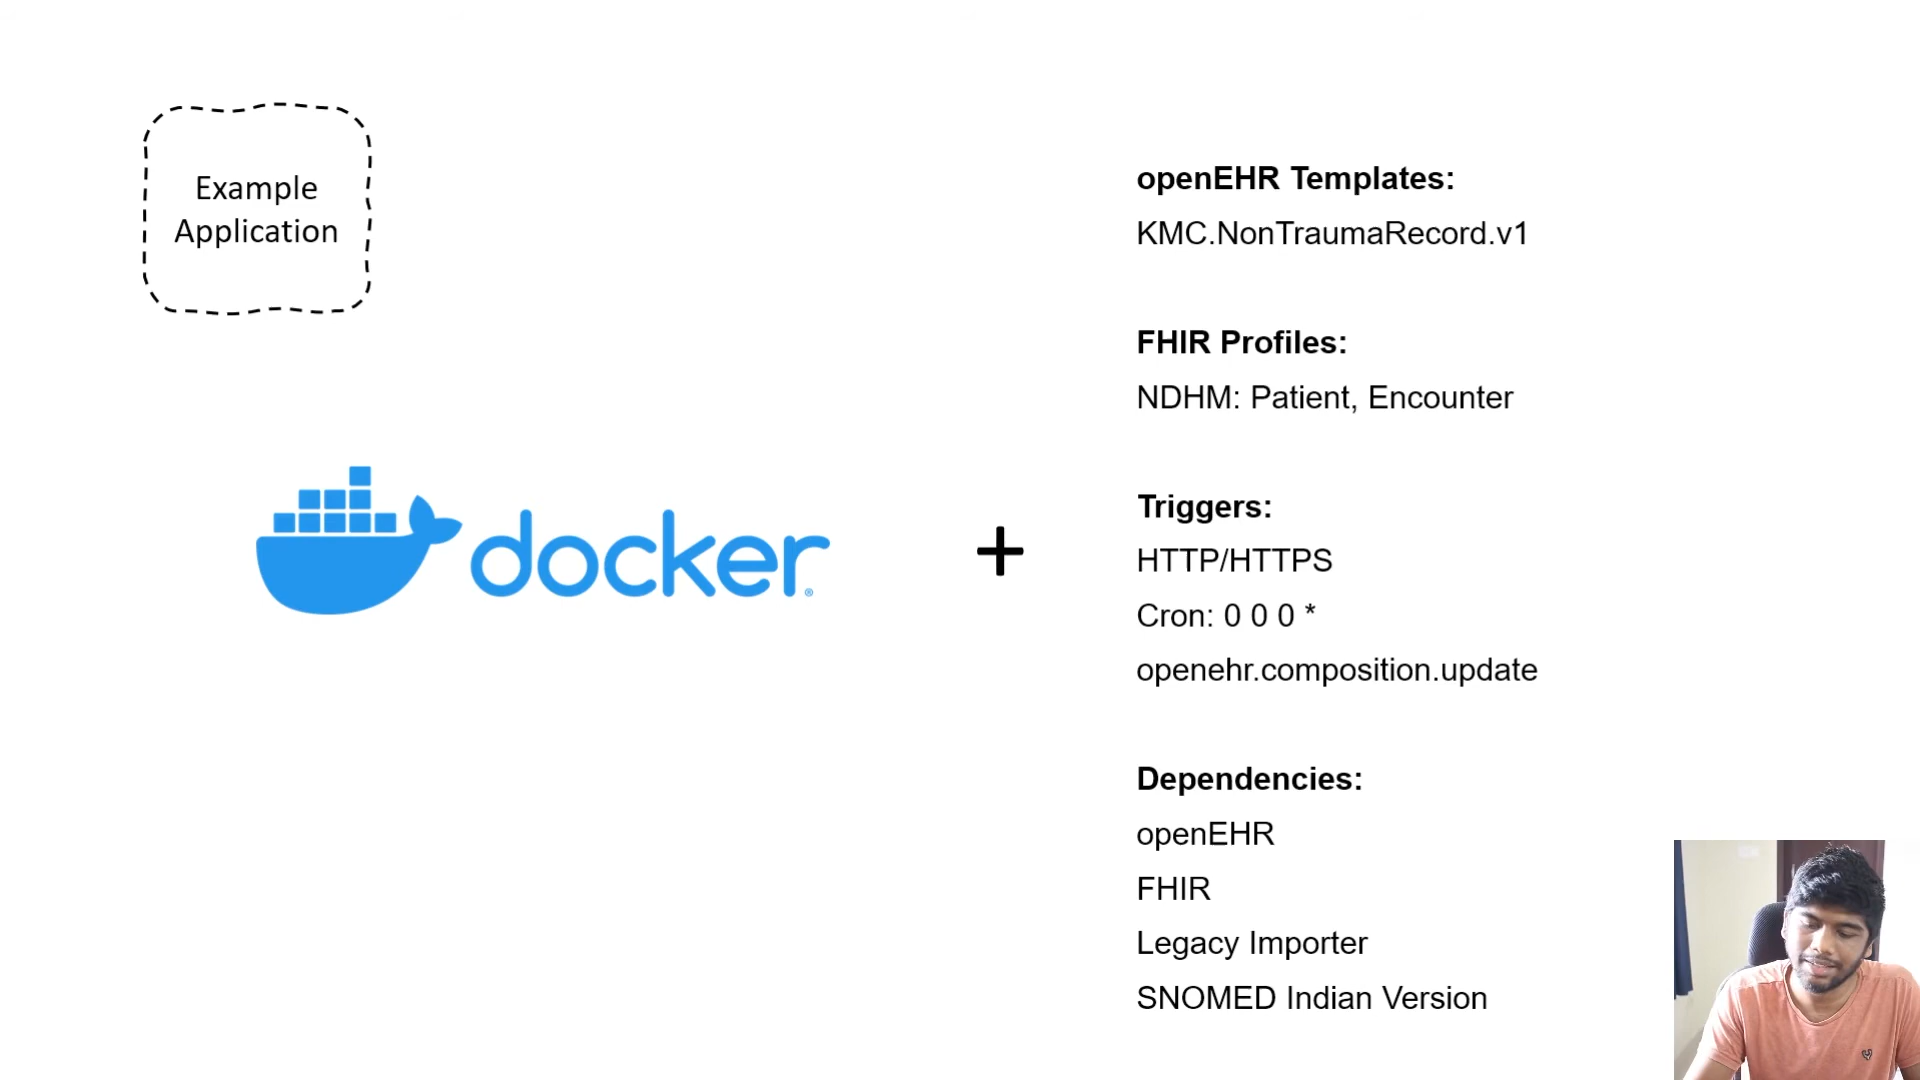 Example
Application
docker
+
openEHR Templates:
KMC.NonTraumaRecord.v1
FHIR Profiles:
NDHM: Patient, Encounter
Triggers:
HTTP/HTTPS
Cron: 0 0 0 *
openehr.composition.update
Dependencies:
openEHR
FHIR
Legacy Importer
SNOMED Indian Version